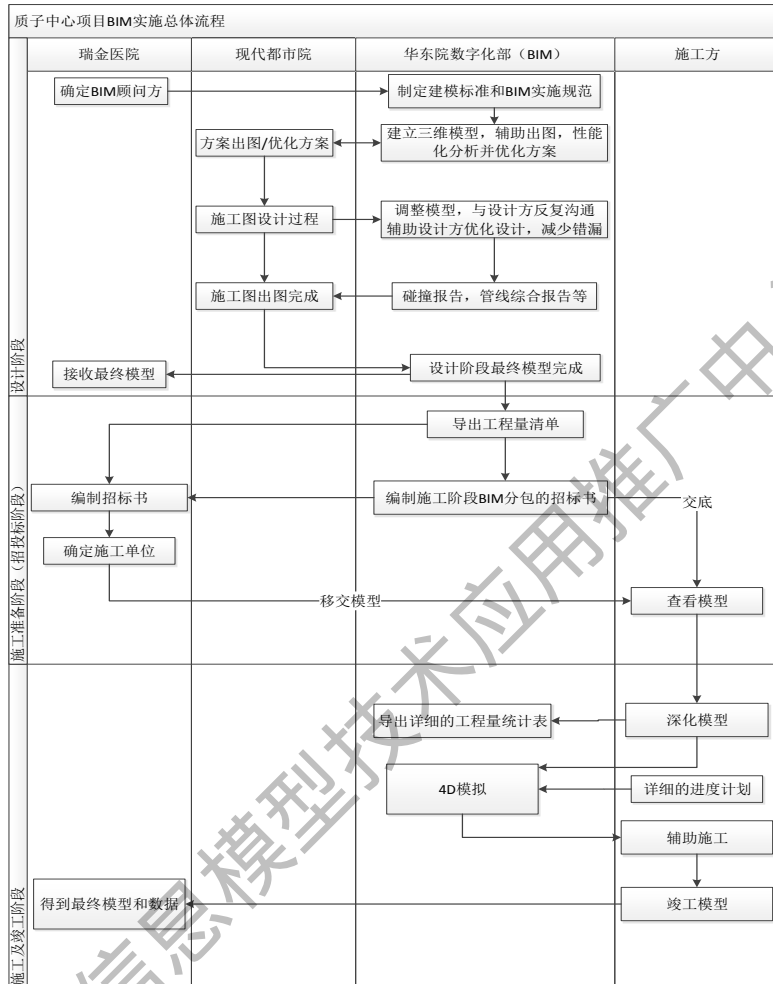 质子中心项目BIM实施总体流程
瑞金医院
现代都市院
华东院数字化部（BIM）
施工方
设计阶段
确定BIM顾问方
制定建模标准和BIM实施规范
方案出图/优化方案
建立三维模型，辅助出图，性能
化分析并优化方案
施工图设计过程
调整模型，与设计方反复沟通
辅助设计方优化设计，减少错漏
施工图出图完成
碰撞报告，管线综合报告等
接收最终模型
设计阶段最终模型完成
施工准备阶段（招投标阶段）
导出工程量清单
编制招标书
编制施工阶段BIM分包的招标书
交底
确定施工单位
移交模型
查看模型
施工及竣工阶段
导出详细的工程量统计表
深化模型
4D模拟
详细的进度计划
辅助施工
得到最终模型和数据
竣工模型
信息模型技术应用推广中